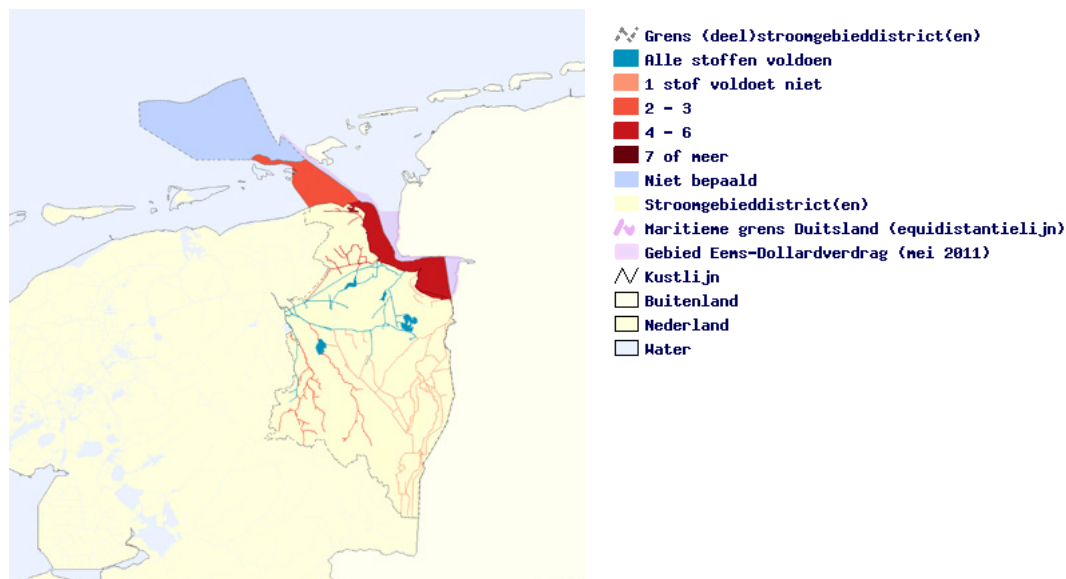 Grens (deel)stroomgebieddistrict(en)
Alle stoffen voldoen
1 stof voldoet niet
2 - 3
4 - 6
7 of meer
Niet bepaald
Stroomgebieddistrict(en)
Maritieme grens Duitsland (equidistantielijn)
Gebied Eems-Dollardverdrag (mei 2011)
Kustlijn
Buitenland
Nederland
Water